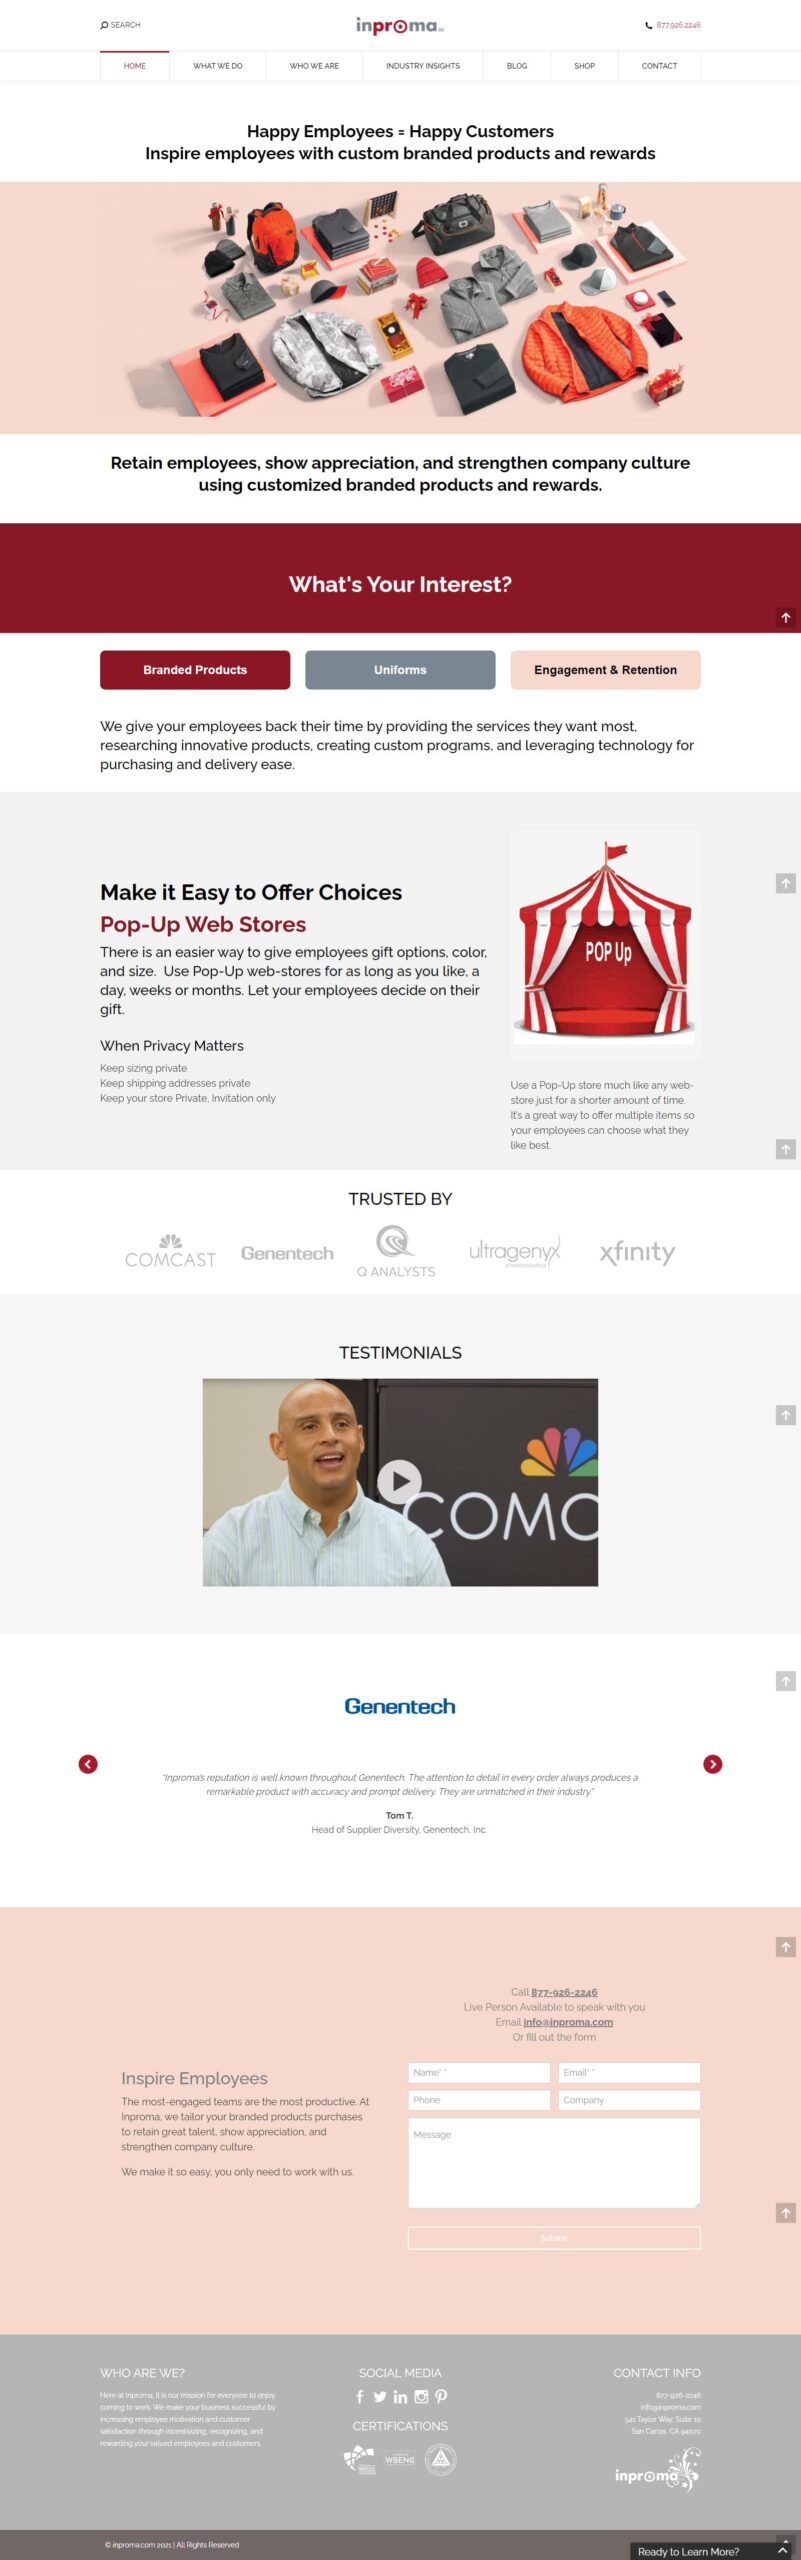 SEARCH
inproma LLC
877.926.2246
HOME
WHAT WE DO
WHO WE ARE
INDUSTRY INSIGHTS
BLOG
SHOP
CONTACT
Happy Employees = Happy Customers
Inspire employees with custom branded products and rewards
Retain employees, show appreciation, and strengthen company culture
using customized branded products and rewards.
What's Your Interest?
Branded Products
Uniforms
Engagement & Retention
We give your employees back their time by providing the services they want most,
researching innovative products, creating custom programs, and leveraging technology for
purchasing and delivery ease.
Make it Easy to Offer Choices
Pop-Up Web Stores
There is an easier way to give employees gift options, color,
and size. Use Pop-Up web-stores for as long as you like, a
day, weeks or months. Let your employees decide on their
gift.
When Privacy Matters
Keep sizing private
Keep shipping addresses private
Keep your store Private, Invitation only
POP Up
Use a Pop-Up store much like any web-
store just for a shorter amount of time.
It's a great way to offer multiple items so
your employees can choose what they
like best.
TRUSTED BY
COMCAST
Genentech
Q ANALYSTS
ultragenyx
pharmaceutical
xfinity
TESTIMONIALS
COMC
Genentech
"Inproma's reputation is well known throughout Genentech. The attention to detail in every order always produces a
remarkable product with accuracy and prompt delivery. They are unmatched in their industry."
Tom T.
Head of Supplier Diversity, Genentech, Inc.
Call 877-926-2246
Live Person Available to speak with you
Email info@inproma.com
Or fill out the form
Inspire Employees
The most-engaged teams are the most productive. At
Inproma, we tailor your branded products purchases
to retain great talent, show appreciation, and
strengthen company culture.
We make it so easy, you only need to work with us.
Name* *
Email* *
Phone
Company
Message
Submit
WHO ARE WE?
Here at Inproma, it is our mission for everyone to enjoy
coming to work. We make your business successful by
increasing employee motivation and customer
satisfaction through incentivizing, recognizing, and
rewarding your valued employees and customers.
SOCIAL MEDIA
CERTIFICATIONS
WBENC
CONTACT INFO
877-926-2246
info@inproma.com
541 Taylor Way, Suite 10
San Carlos, CA 94070
inproma
© inproma.com 2021 | All Rights Reserved
Ready to Learn More?